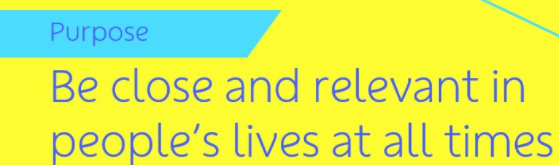 Purpose
Be close and relevant in
people's lives at all times